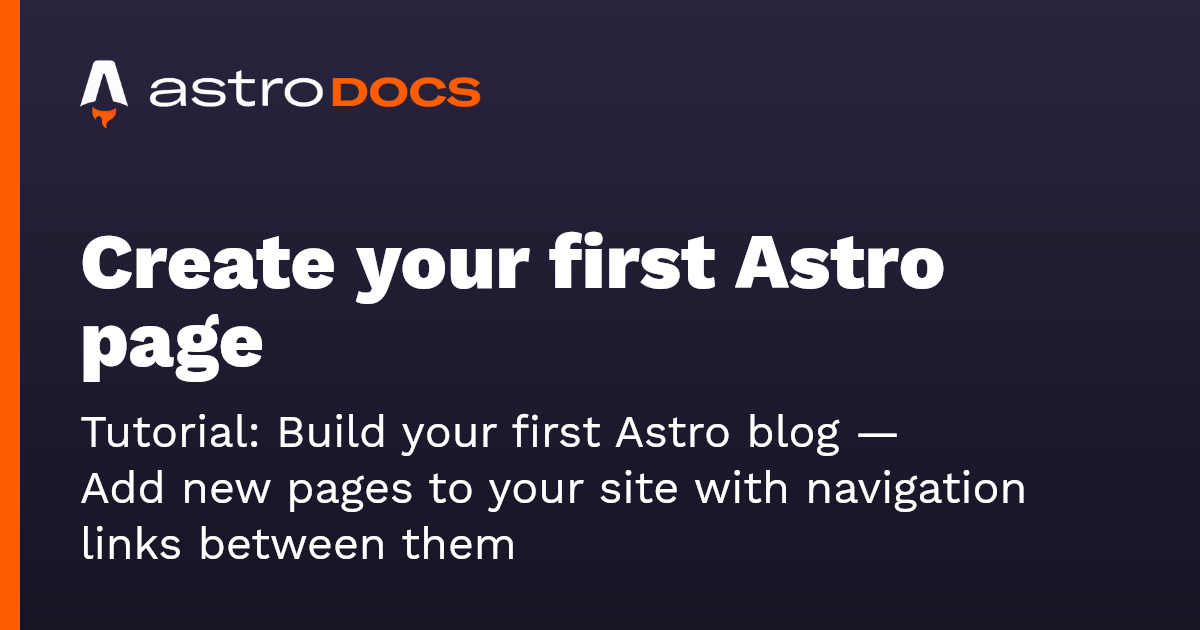 astro DOCS
Create your first Astro
page
Tutorial: Build your first Astro blog —
Add new pages to your site with navigation
links between them